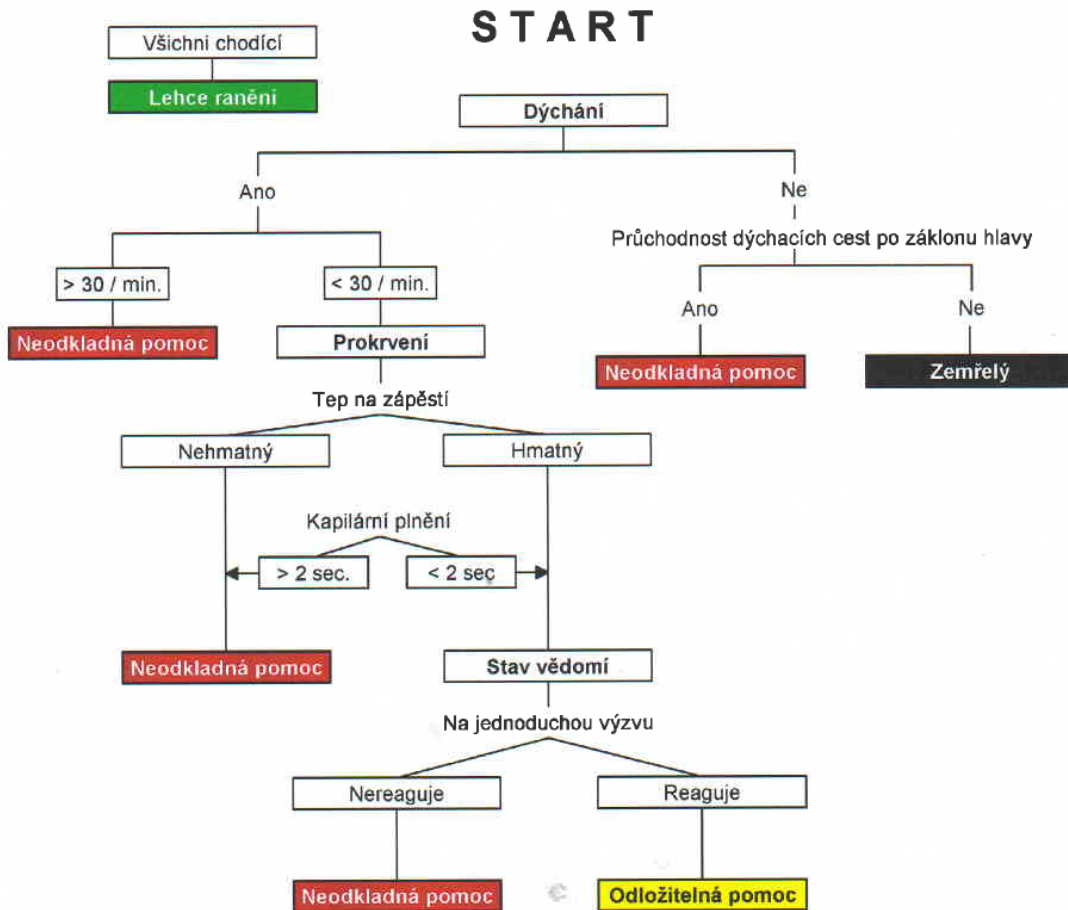 START
Všichni chodící
Lehce ranění
Dýchání
Ano
Ne
Průchodnost dýchacích cest po záklonu hlavy
> 30 / min.
< 30 / min.
Ano
Ne
Neodkladná pomoc
Prokrvení
Neodkladná pomoc
Zemřelý
Tep na zápěstí
Nehmatný
Hmatný
Kapilární plnění
> 2 sec.
< 2 sec
Neodkladná pomoc
Stav vědomí
Na jednoduchou výzvu
Nereaguje
Reaguje
Neodkladná pomoc
Odložitelná pomoc